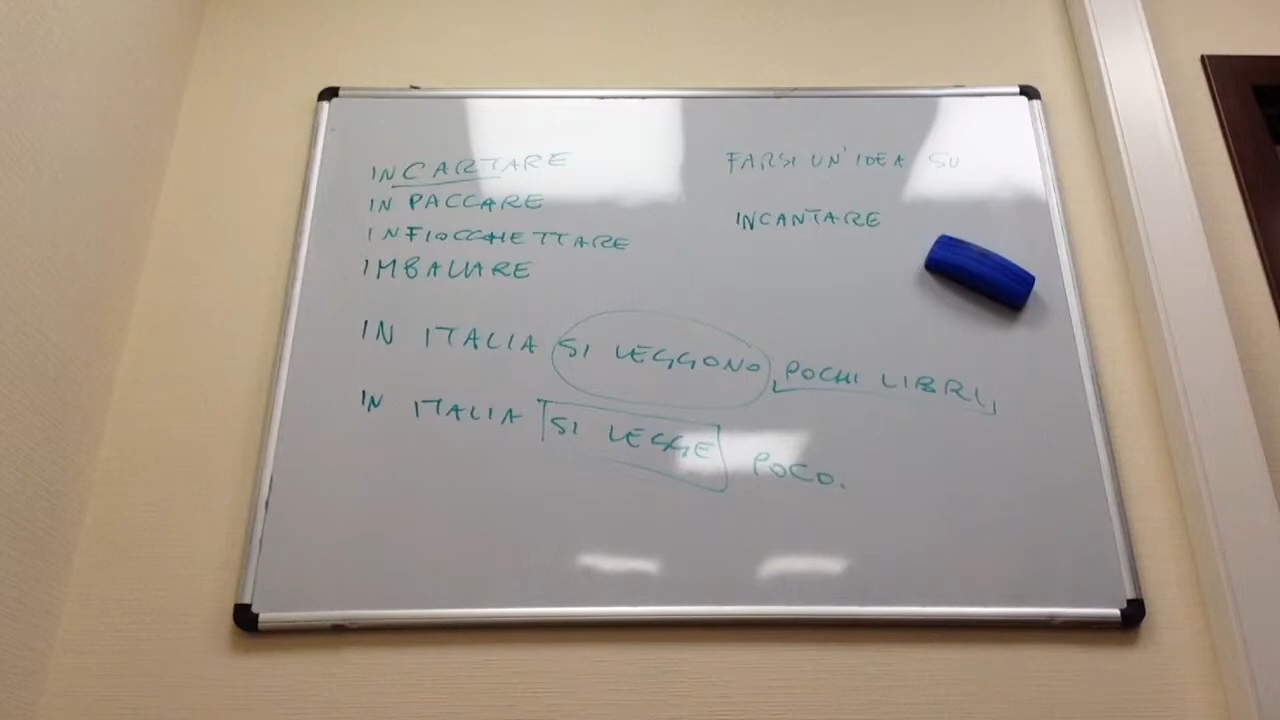 INCARTARE
IN PACCARE
INFIOCCHETTARE
IMBALLARE
FARSI UN'IDEA SU
INCANTARE
IN ITALIA SI LEGGONO POCHI LIBRI
IN ITALIA SI LEGGE POCO.